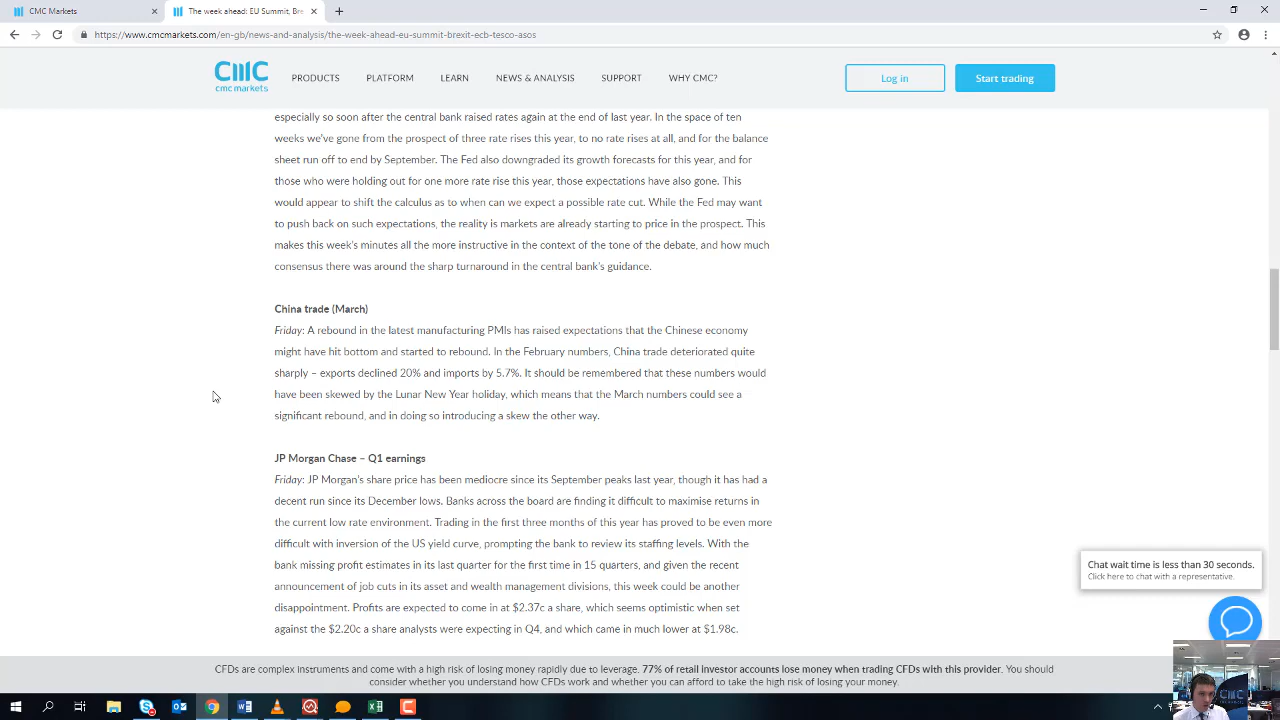 CMC Markets
The week ahead: EU Summit, Bre
https://www.cmcmarkets.com/en-gb/news-and-analysis/the-week-ahead-eu-summit-brexit-ecb-tesco-asos
cmc markets
PRODUCTS PLATFORM LEARN NEWS & ANALYSIS SUPPORT WHY CMC?
Log in
Start trading
especially so soon after the central bank raised rates again at the end of last year. In the space of ten
weeks we've gone from the prospect of three rate rises this year, to no rate rises at all, and for the balance
sheet run off to end by September. The Fed also downgraded its growth forecasts for this year, and for
those who were holding out for one more rate rise this year, those expectations have also gone. This
would appear to shift the calculus as to when can we expect a possible rate cut. While the Fed may want
to push back on such expectations, the reality is markets are already starting to price in the prospect. This
makes this week's minutes all the more instructive in the context of the tone of the debate, and how much
consensus there was around the sharp turnaround in the central bank's guidance.
China trade (March)
Friday: A rebound in the latest manufacturing PMIs has raised expectations that the Chinese economy
might have hit bottom and started to rebound. In the February numbers, China trade deteriorated quite
sharply – exports declined 20% and imports by 5.7%. It should be remembered that these numbers would
have been skewed by the Lunar New Year holiday, which means that the March numbers could see a
significant rebound, and in doing so introducing a skew the other way.
JP Morgan Chase – Q1 earnings
Friday: JP Morgan's share price has been mediocre since its September peaks last year, though it has had a
decent run since its December lows. Banks across the board are finding it difficult to maximise returns in
the current low rate environment. Trading in the first three months of this year has proved to be even more
difficult with inversion of the US yield curve, prompting the bank to review its staffing levels. With the
bank missing profit estimates in its last quarter for the first time in 15 quarters, and given the recent
announcement of job cuts in its asset and wealth management divisions, this week could be another
disappointment. Profits are expected to come in at $2.37c a share, which seems optimistic when set
against the $2.20c a share analysts were expecting in Q4, and which came in much lower at $1.98c.
Chat wait time is less than 30 seconds.
Click here to chat with a representative.
CFDs are complex instruments and come with a high risk of losing money rapidly due to leverage. 77% of retail investor accounts lose money when trading CFDs with this provider. You should
consider whether you understand how CFDs work and whether you can afford to take the high risk of losing your money.